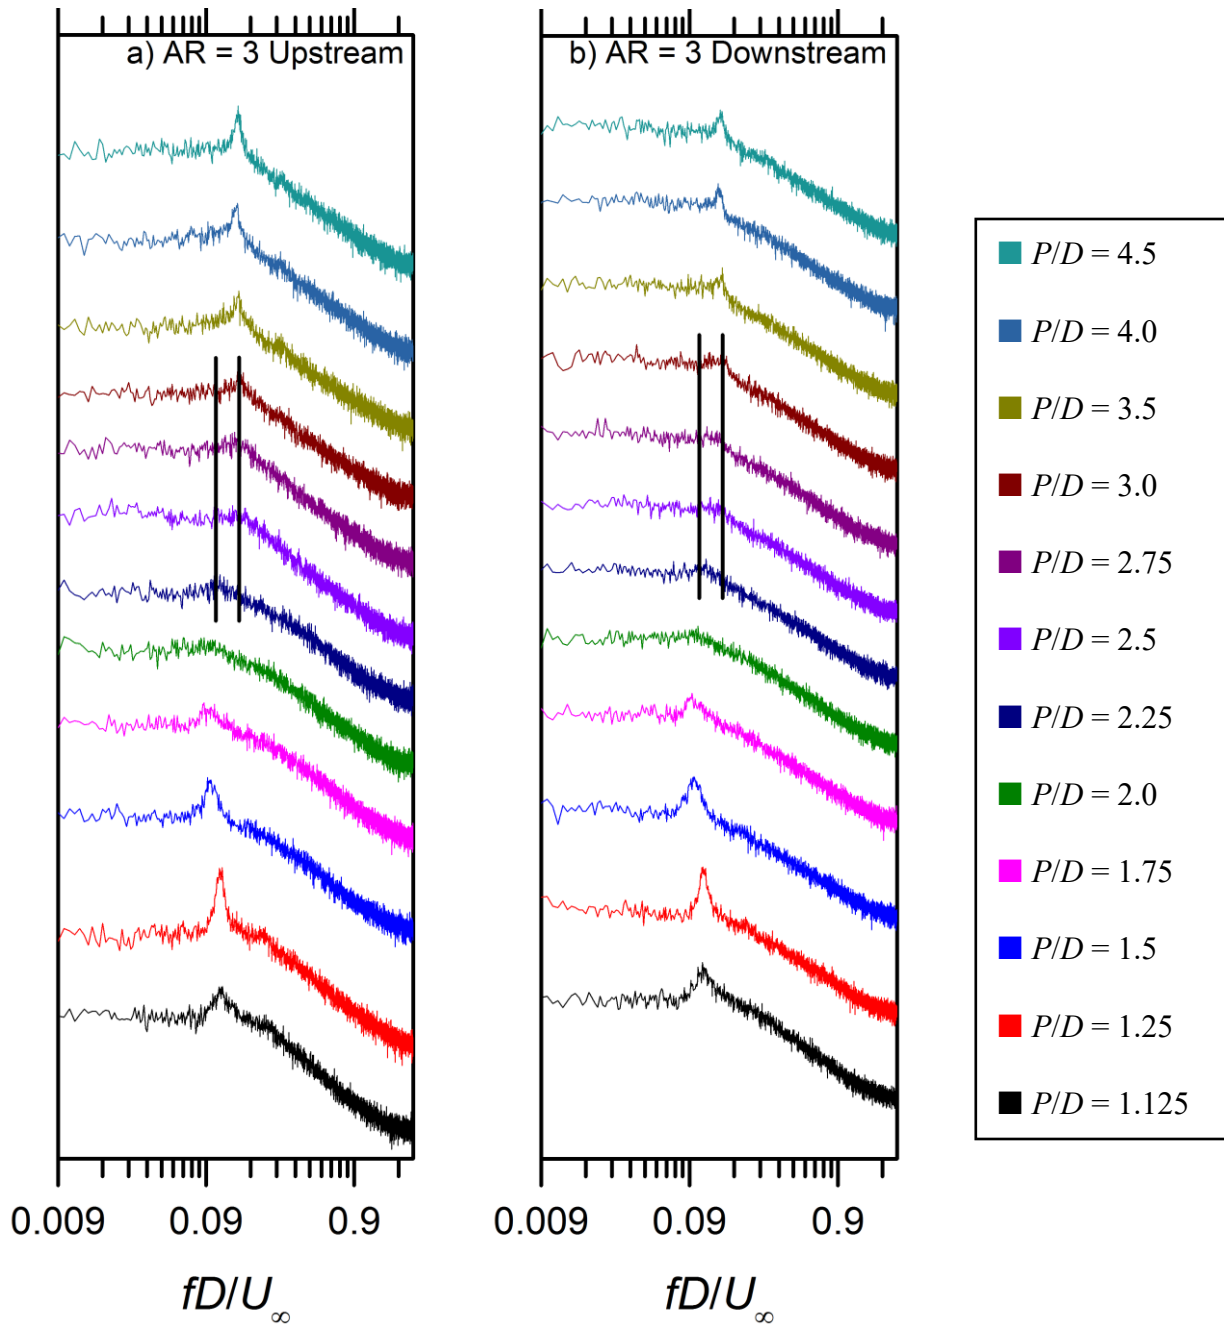 a) AR = 3 Upstream
b) AR = 3 Downstream
P/D = 4.5
P/D = 4.0
P/D = 3.5
P/D = 3.0
P/D = 2.75
P/D = 2.5
P/D = 2.25
P/D = 2.0
P/D = 1.75
P/D = 1.5
P/D = 1.25
P/D = 1.125
0.009 0.09 0.9
0.009 0.09 0.9
fD/U∞
fD/U∞